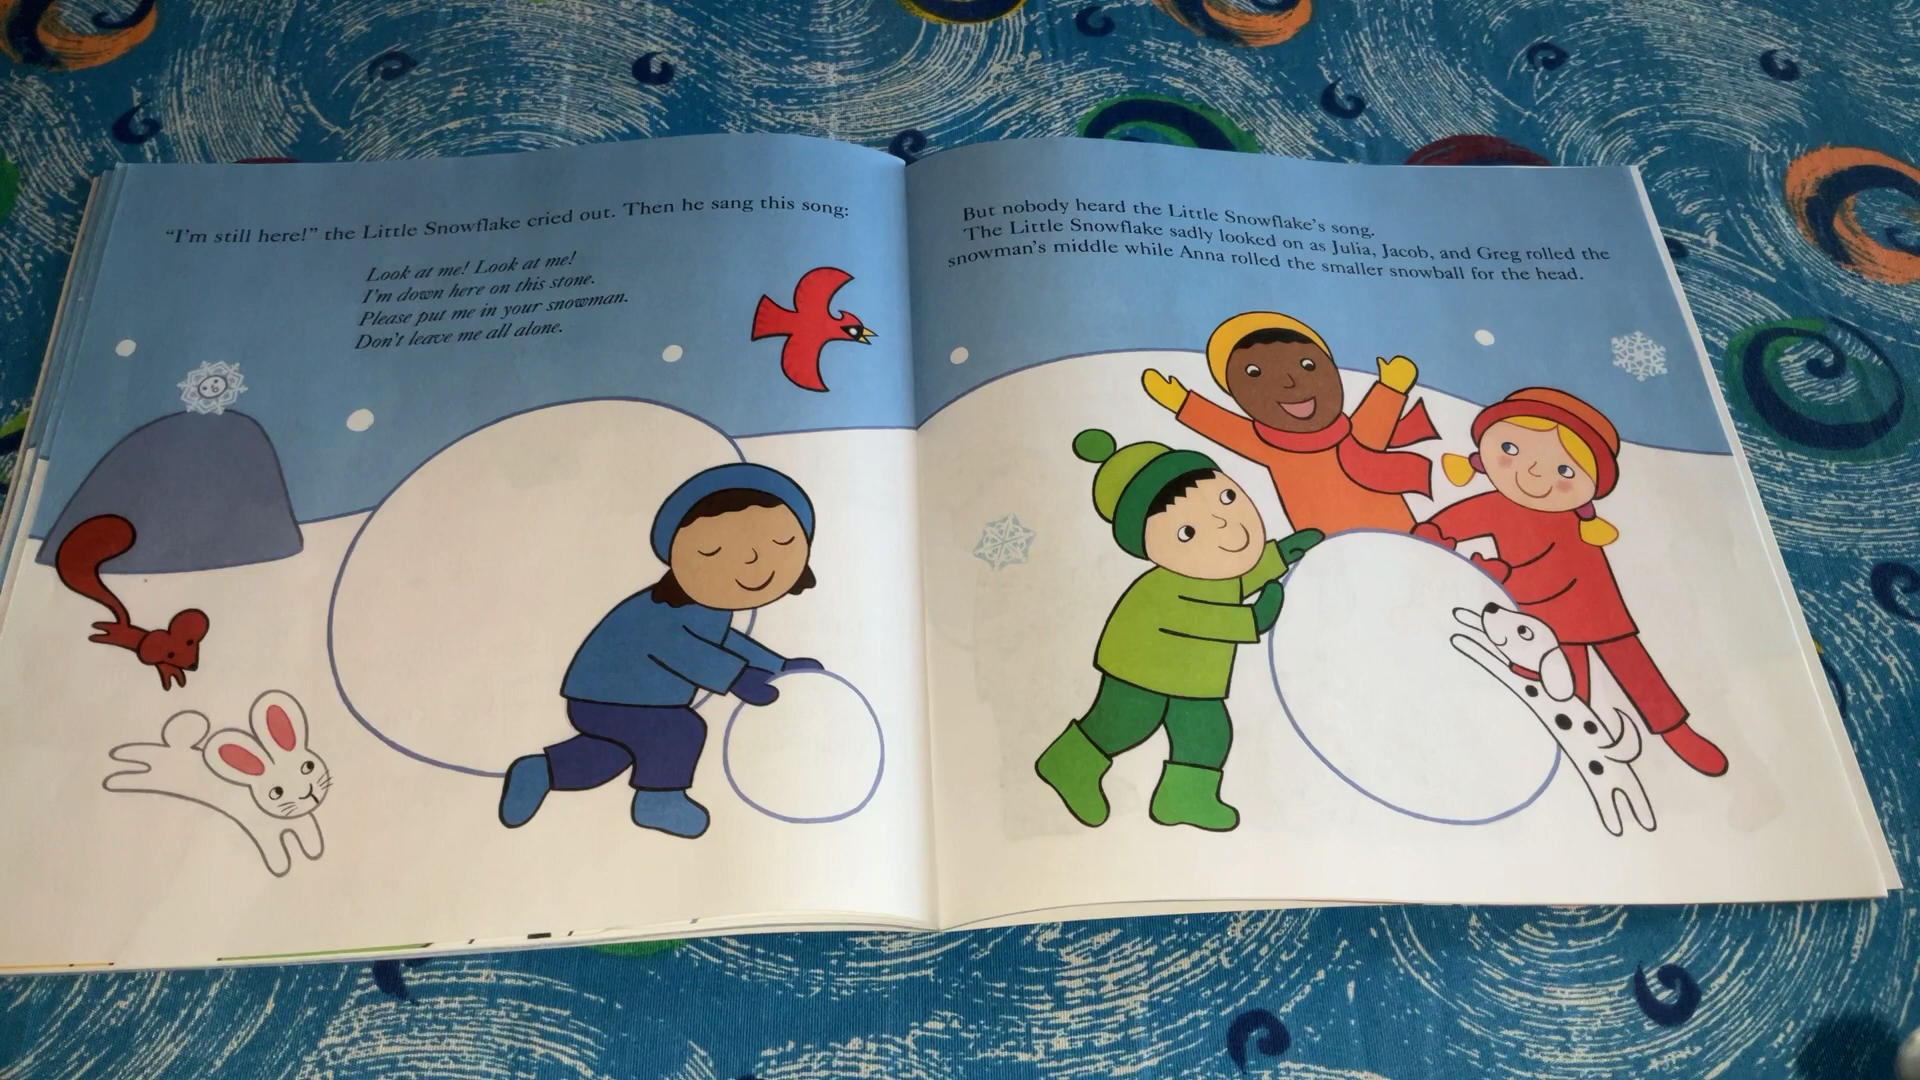 “I’m still here!” the Little Snowflake cried out. Then he sang this song:
Look at me! Look at me!
I’m down here on this stone.
Please put me in your snowman.
Don’t leave me all alone.
But nobody heard the Little Snowflake’s song.
The Little Snowflake sadly looked on as Julia, Jacob, and Greg rolled the
snowman’s middle while Anna rolled the smaller snowball for the head.